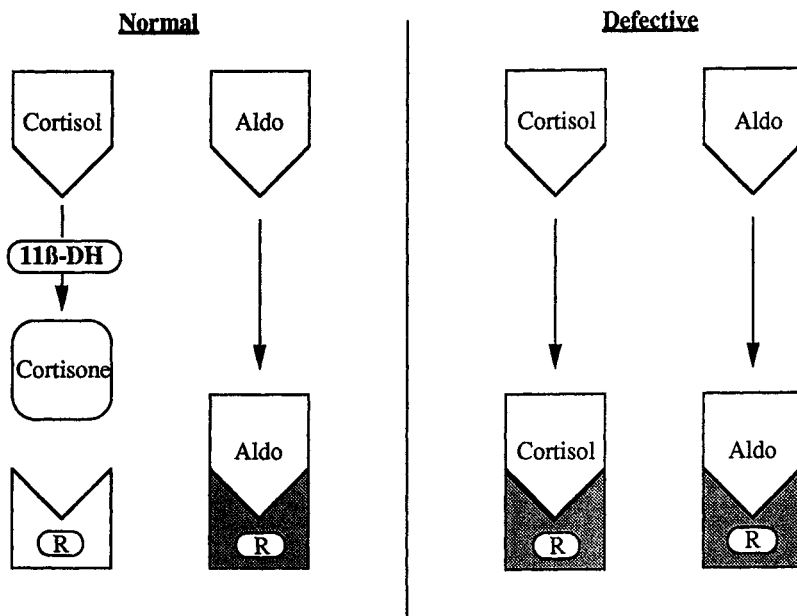 Normal
Defective
Cortisol
Aldo
Cortisol
Aldo
11ß-DH
Cortisone
Aldo
Cortisol
Aldo
R
R
R
R